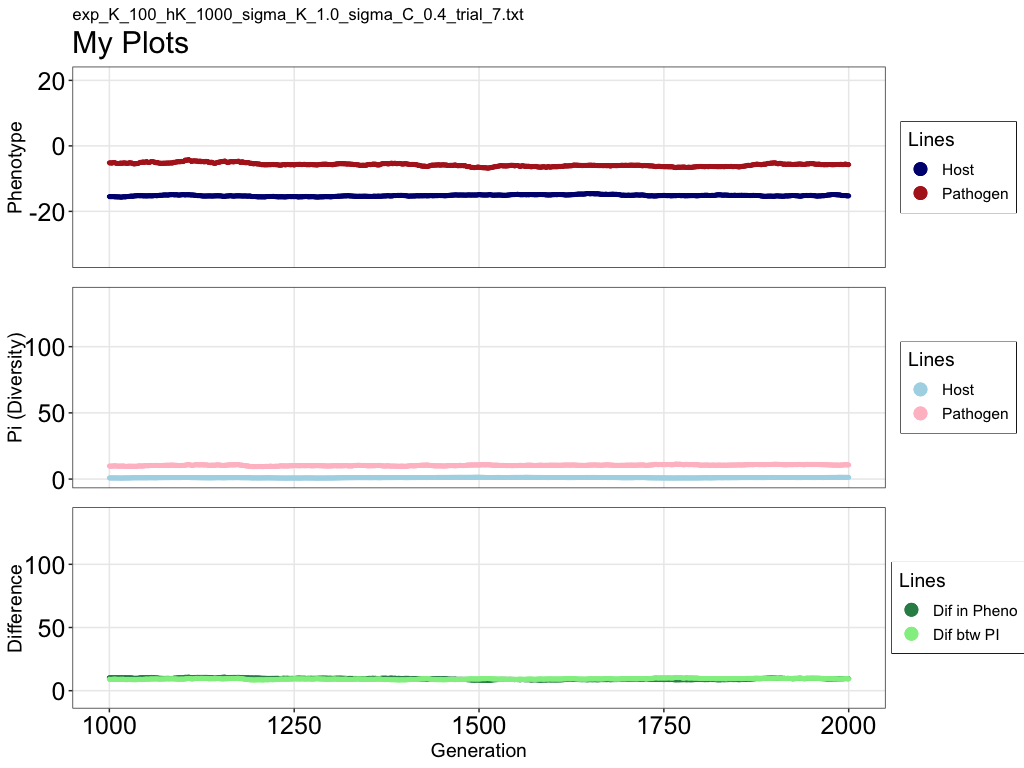 exp_K_100_hK_1000_sigma_K_1.0_sigma_C_0.4_trial_7.txt
My Plots
20
0
-20
Phenotype
Lines
Host
Pathogen
100
50
0
Pi (Diversity)
Lines
Host
Pathogen
100
50
0
Difference
Lines
Dif in Pheno
Dif btw PI
1000 1250 1500 1750 2000
Generation